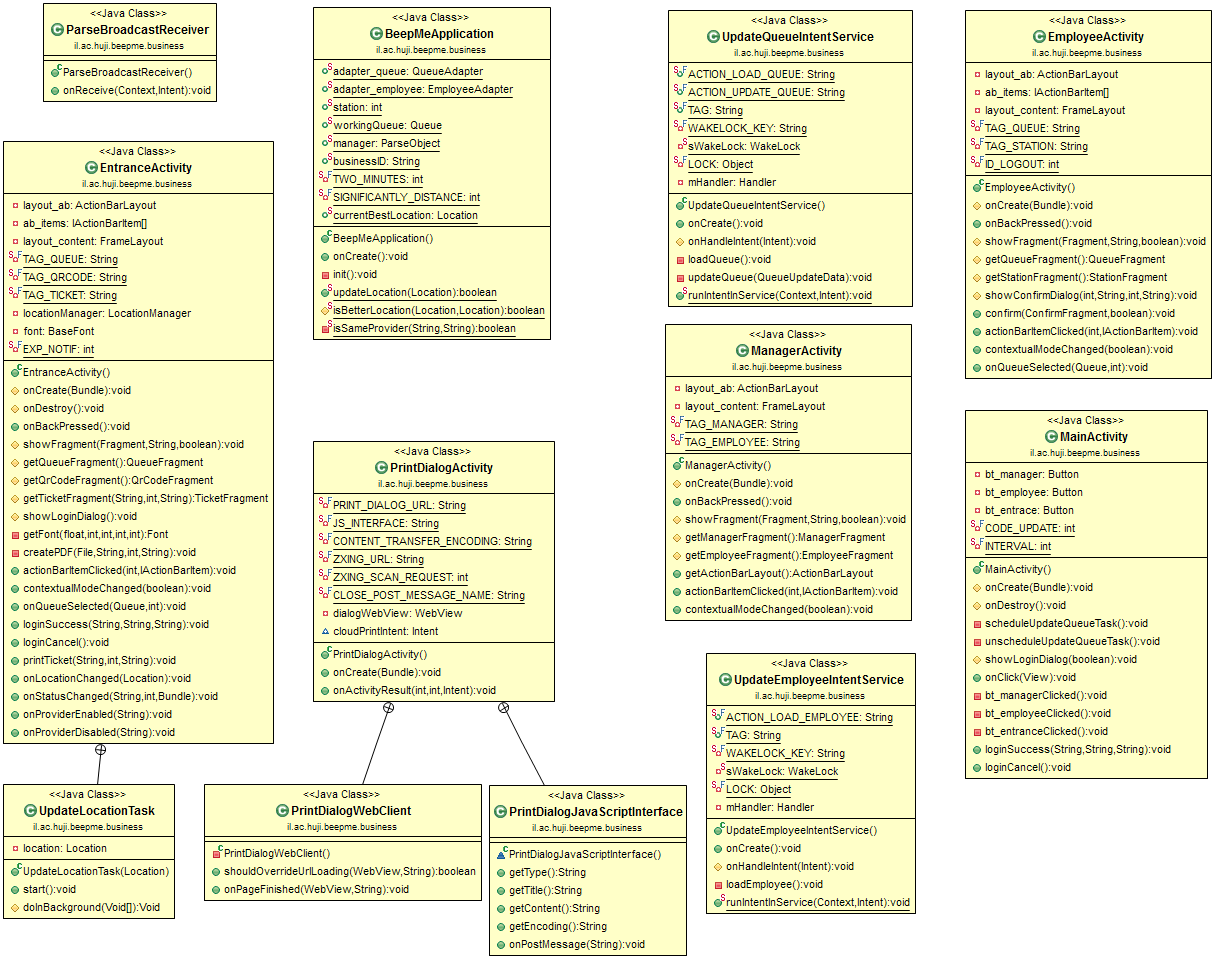 <<Java Class>>
ParseBroadcastReceiver
il.ac.huji.beepme.business
ParseBroadcastReceiver()
onReceive(Context,Intent):void
<<Java Class>>
EntranceActivity
il.ac.huji.beepme.business
layout_ab: ActionBarLayout
ab_items: IActionBarItem[]
layout_content: FrameLayout
TAG_QUEUE: String
TAG_QRCODE: String
TAG_TICKET: String
locationManager: LocationManager
font: BaseFont
EXP_NOTIF: int
EntranceActivity()
onCreate(Bundle):void
onDestroy():void
onBackPressed():void
showFragment(Fragment,String,boolean):void
getQueueFragment():QueueFragment
getQrCodeFragment():QrCodeFragment
getTicketFragment(String,int,String):TicketFragment
showLoginDialog():void
getFont(float,int,int,int,int):Font
createPDF(File,String,int,String):void
actionBarItemClicked(int,IActionBarItem):void
contextualModeChanged(boolean):void
onQueueSelected(Queue,int):void
loginSuccess(String,String,String):void
loginCancel():void
printTicket(String,int,String):void
onLocationChanged(Location):void
onStatusChanged(String,int,Bundle):void
onProviderEnabled(String):void
onProviderDisabled(String):void
<<Java Class>>
UpdateLocationTask
il.ac.huji.beepme.business
location: Location
UpdateLocationTask(Location)
start():void
doInBackground(Void[]):Void
<<Java Class>>
BeepMeApplication
il.ac.huji.beepme.business
adapter_queue: QueueAdapter
adapter_employee: EmployeeAdapter
station: int
workingQueue: Queue
manager: ParseObject
businessID: String
TWO_MINUTES: int
SIGNIFICANTLY_DISTANCE: int
currentBestLocation: Location
BeepMeApplication()
onCreate():void
init():void
updateLocation(Location):boolean
isBetterLocation(Location,Location):boolean
isSameProvider(String,String):boolean
<<Java Class>>
PrintDialogActivity
il.ac.huji.beepme.business
PRINT_DIALOG_URL: String
JS_INTERFACE: String
CONTENT_TRANSFER_ENCODING: String
ZXING_URL: String
ZXING_SCAN_REQUEST: int
CLOSE_POST_MESSAGE_NAME: String
dialogWebView: WebView
cloudPrintIntent: Intent
PrintDialogActivity()
onCreate(Bundle):void
onActivityResult(int,int,Intent):void
<<Java Class>>
PrintDialogWebClient
il.ac.huji.beepme.business
PrintDialogWebClient()
shouldOverrideUrlLoading(WebView,String):boolean
onPageFinished(WebView,String):void
<<Java Class>>
PrintDialogJavaScriptInterface
il.ac.huji.beepme.business
PrintDialogJavaScriptInterface()
getType():String
getTitle():String
getContent():String
getEncoding():String
onPostMessage(String):void
<<Java Class>>
UpdateQueueIntentService
il.ac.huji.beepme.business
ACTION_LOAD_QUEUE: String
ACTION_UPDATE_QUEUE: String
TAG: String
WAKELOCK_KEY: String
sWakeLock: WakeLock
LOCK: Object
mHandler: Handler
UpdateQueueIntentService()
onCreate():void
onHandleIntent(Intent):void
loadQueue():void
updateQueue(QueueUpdateData):void
runIntentInService(Context,Intent):void
<<Java Class>>
ManagerActivity
il.ac.huji.beepme.business
layout_ab: ActionBarLayout
layout_content: FrameLayout
TAG_MANAGER: String
TAG_EMPLOYEE: String
ManagerActivity()
onCreate(Bundle):void
onBackPressed():void
showFragment(Fragment,String,boolean):void
getManagerFragment():ManagerFragment
getEmployeeFragment():EmployeeFragment
getActionBarLayout():ActionBarLayout
actionBarItemClicked(int,IActionBarItem):void
contextualModeChanged(boolean):void
<<Java Class>>
UpdateEmployeeIntentService
il.ac.huji.beepme.business
ACTION_LOAD_EMPLOYEE: String
TAG: String
WAKELOCK_KEY: String
sWakeLock: WakeLock
LOCK: Object
mHandler: Handler
UpdateEmployeeIntentService()
onCreate():void
onHandleIntent(Intent):void
loadEmployee():void
runIntentInService(Context,Intent):void
<<Java Class>>
EmployeeActivity
il.ac.huji.beepme.business
layout_ab: ActionBarLayout
ab_items: IActionBarItem[]
layout_content: FrameLayout
TAG_QUEUE: String
TAG_STATION: String
ID_LOGOUT: int
EmployeeActivity()
onCreate(Bundle):void
onBackPressed():void
showFragment(Fragment,String,boolean):void
getQueueFragment():QueueFragment
getStationFragment():StationFragment
showConfirmDialog(int,String,int,String):void
confirm(ConfirmFragment,boolean):void
actionBarItemClicked(int,IActionBarItem):void
contextualModeChanged(boolean):void
onQueueSelected(Queue,int):void
<<Java Class>>
MainActivity
il.ac.huji.beepme.business
bt_manager: Button
bt_employee: Button
bt_entrace: Button
CODE_UPDATE: int
INTERVAL: int
MainActivity()
onCreate(Bundle):void
onDestroy():void
scheduleUpdateQueueTask():void
unscheduleUpdateQueueTask():void
showLoginDialog(boolean):void
onClick(View):void
bt_managerClicked():void
bt_employeeClicked():void
bt_entranceClicked():void
loginSuccess(String,String,String):void
loginCancel():void